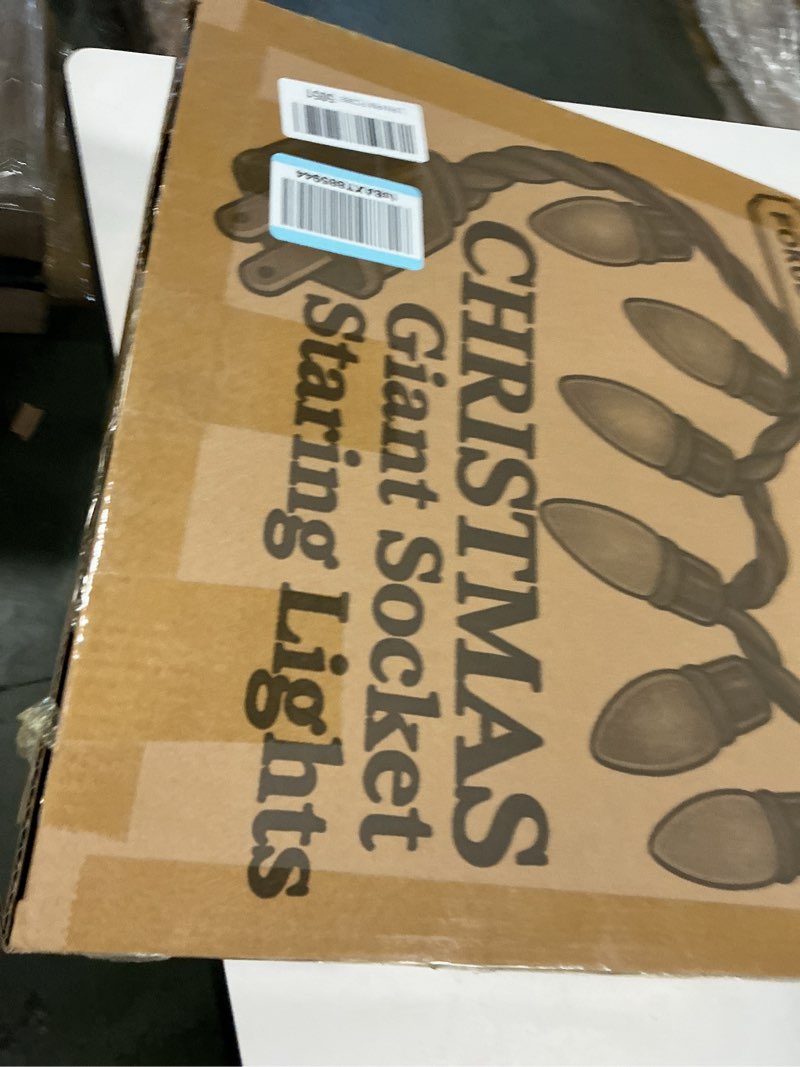 CHRISTMAS
Giant Socket
Staring Lights